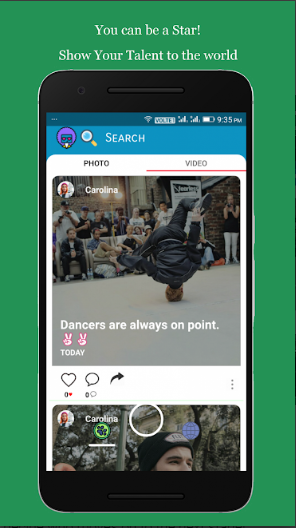 You can be a Star!
Show Your Talent to the world
... VOLTE 9:35 PM
SEARCH
PHOTO VIDEO
Carolina
Dancers are always on point.
✌✌
TODAY
0♥ 0
Carolina